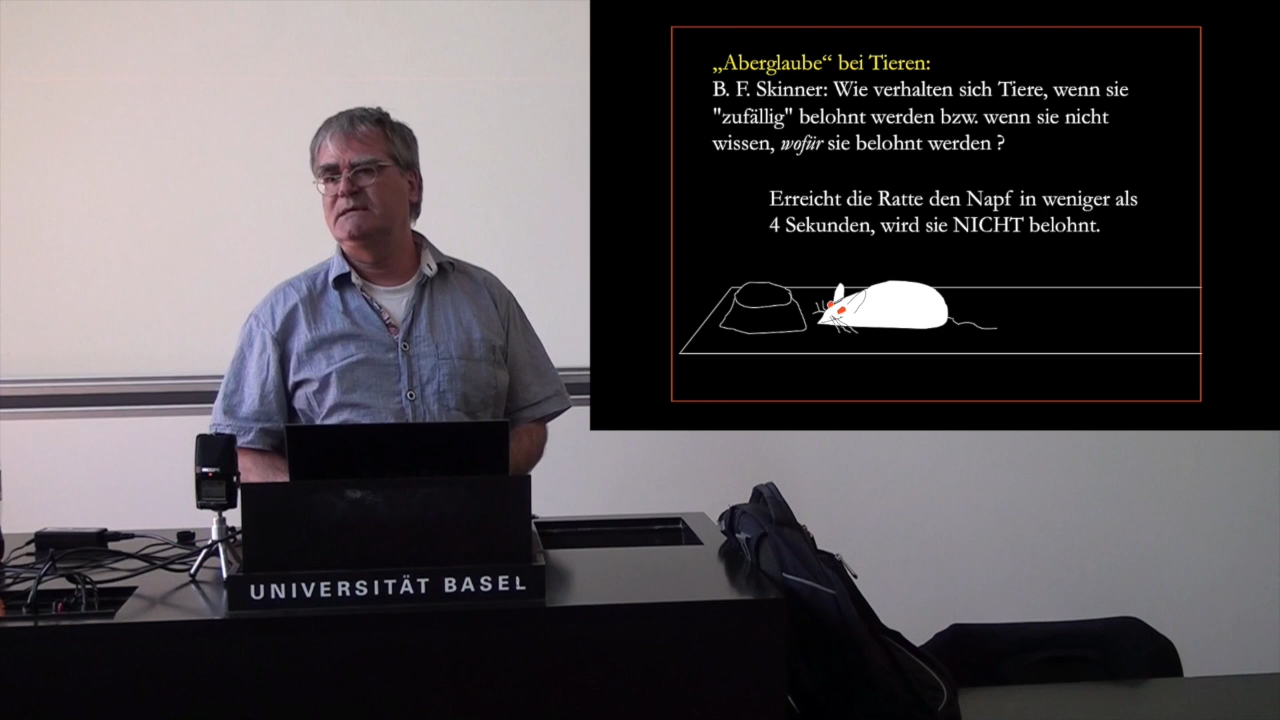 „Aberglaube“ bei Tieren:
B. F. Skinner: Wie verhalten sich Tiere, wenn sie
"zufällig" belohnt werden bzw. wenn sie nicht
wissen, wofür sie belohnt werden ?
Erreicht die Ratte den Napf in weniger als
4 Sekunden, wird sie NICHT belohnt.
UNIVERSITÄT BASEL